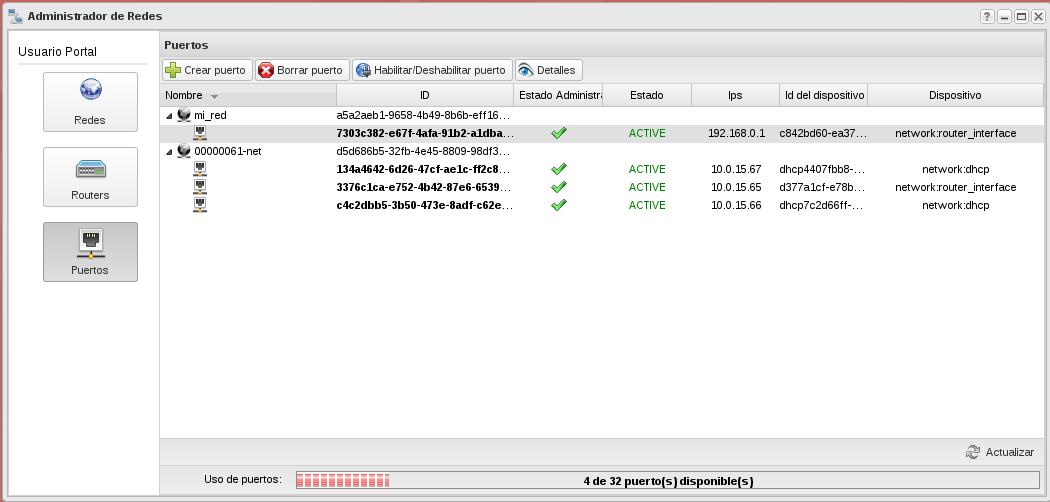 Administrador de Redes
Usuario Portal
Redes
Routers
Puertos
Puertos
Crear puerto Borrar puerto Habilitar/Deshabilitar puerto Detalles
Nombre ID Estado Administra Estado Ips Id del dispositivo Dispositivo
mi_red a5a2aeb1-9658-4b49-8b6b-eff16...
7303c382-e67f-4afa-91b2-a1dba... ACTIVE 192.168.0.1 c842bd60-ea37... network:router_interface
00000061-net d5d686b5-32fb-4e45-8809-98df3...
134a4642-6d26-47cf-ae1c-ff2c8... ACTIVE 10.0.15.67 dhcp4407fbb8-... network:dhcp
3376c1ca-e752-4b42-87e6-6539... ACTIVE 10.0.15.65 d377a1cf-e78b... network:router_interface
c4c2dbb5-3b50-473e-8adf-c62e... ACTIVE 10.0.15.66 dhcp7c2d66ff-... network:dhcp
Actualizar
Uso de puertos: 4 de 32 puerto(s) disponible(s)